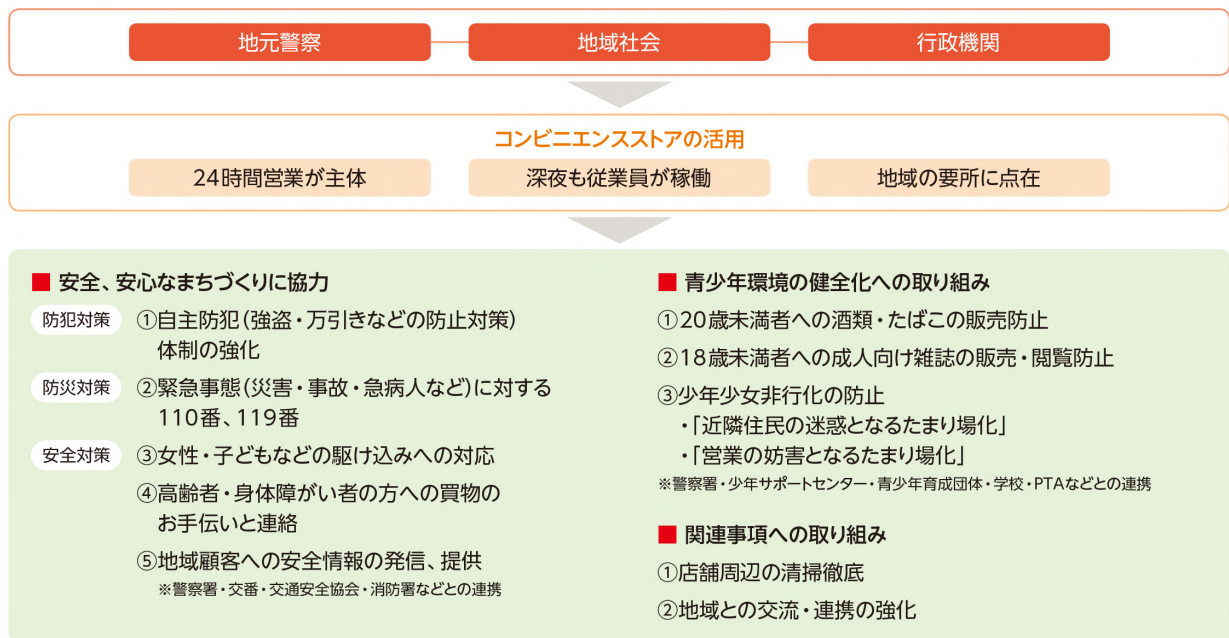 地元警察
地域社会
行政機関
コンビニエンスストアの活用
24時間営業が主体
深夜も従業員が稼働
地域の要所に点在
■ 安全、安心なまちづくりに協力
防犯対策 ①自主防犯(強盗・万引きなどの防止対策)
体制の強化
防災対策 ②緊急事態(災害・事故・急病人など)に対する
110番、119番
安全対策 ③女性・子どもなどの駆け込みへの対応
④高齢者・身体障がい者の方への買物の
お手伝いと連絡
⑤地域顧客への安全情報の発信、提供
※警察署・交番・交通安全協会・消防署などとの連携
■ 青少年環境の健全化への取り組み
①20歳未満者への酒類・たばこの販売防止
②18歳未満者への成人向け雑誌の販売・閲覧防止
③少年少女非行化の防止
・「近隣住民の迷惑となるたまり場化」
・「営業の妨害となるたまり場化」
※警察署・少年サポートセンター・青少年育成団体・学校・PTAなどとの連携
■ 関連事項への取り組み
①店舗周辺の清掃徹底
②地域との交流・連携の強化